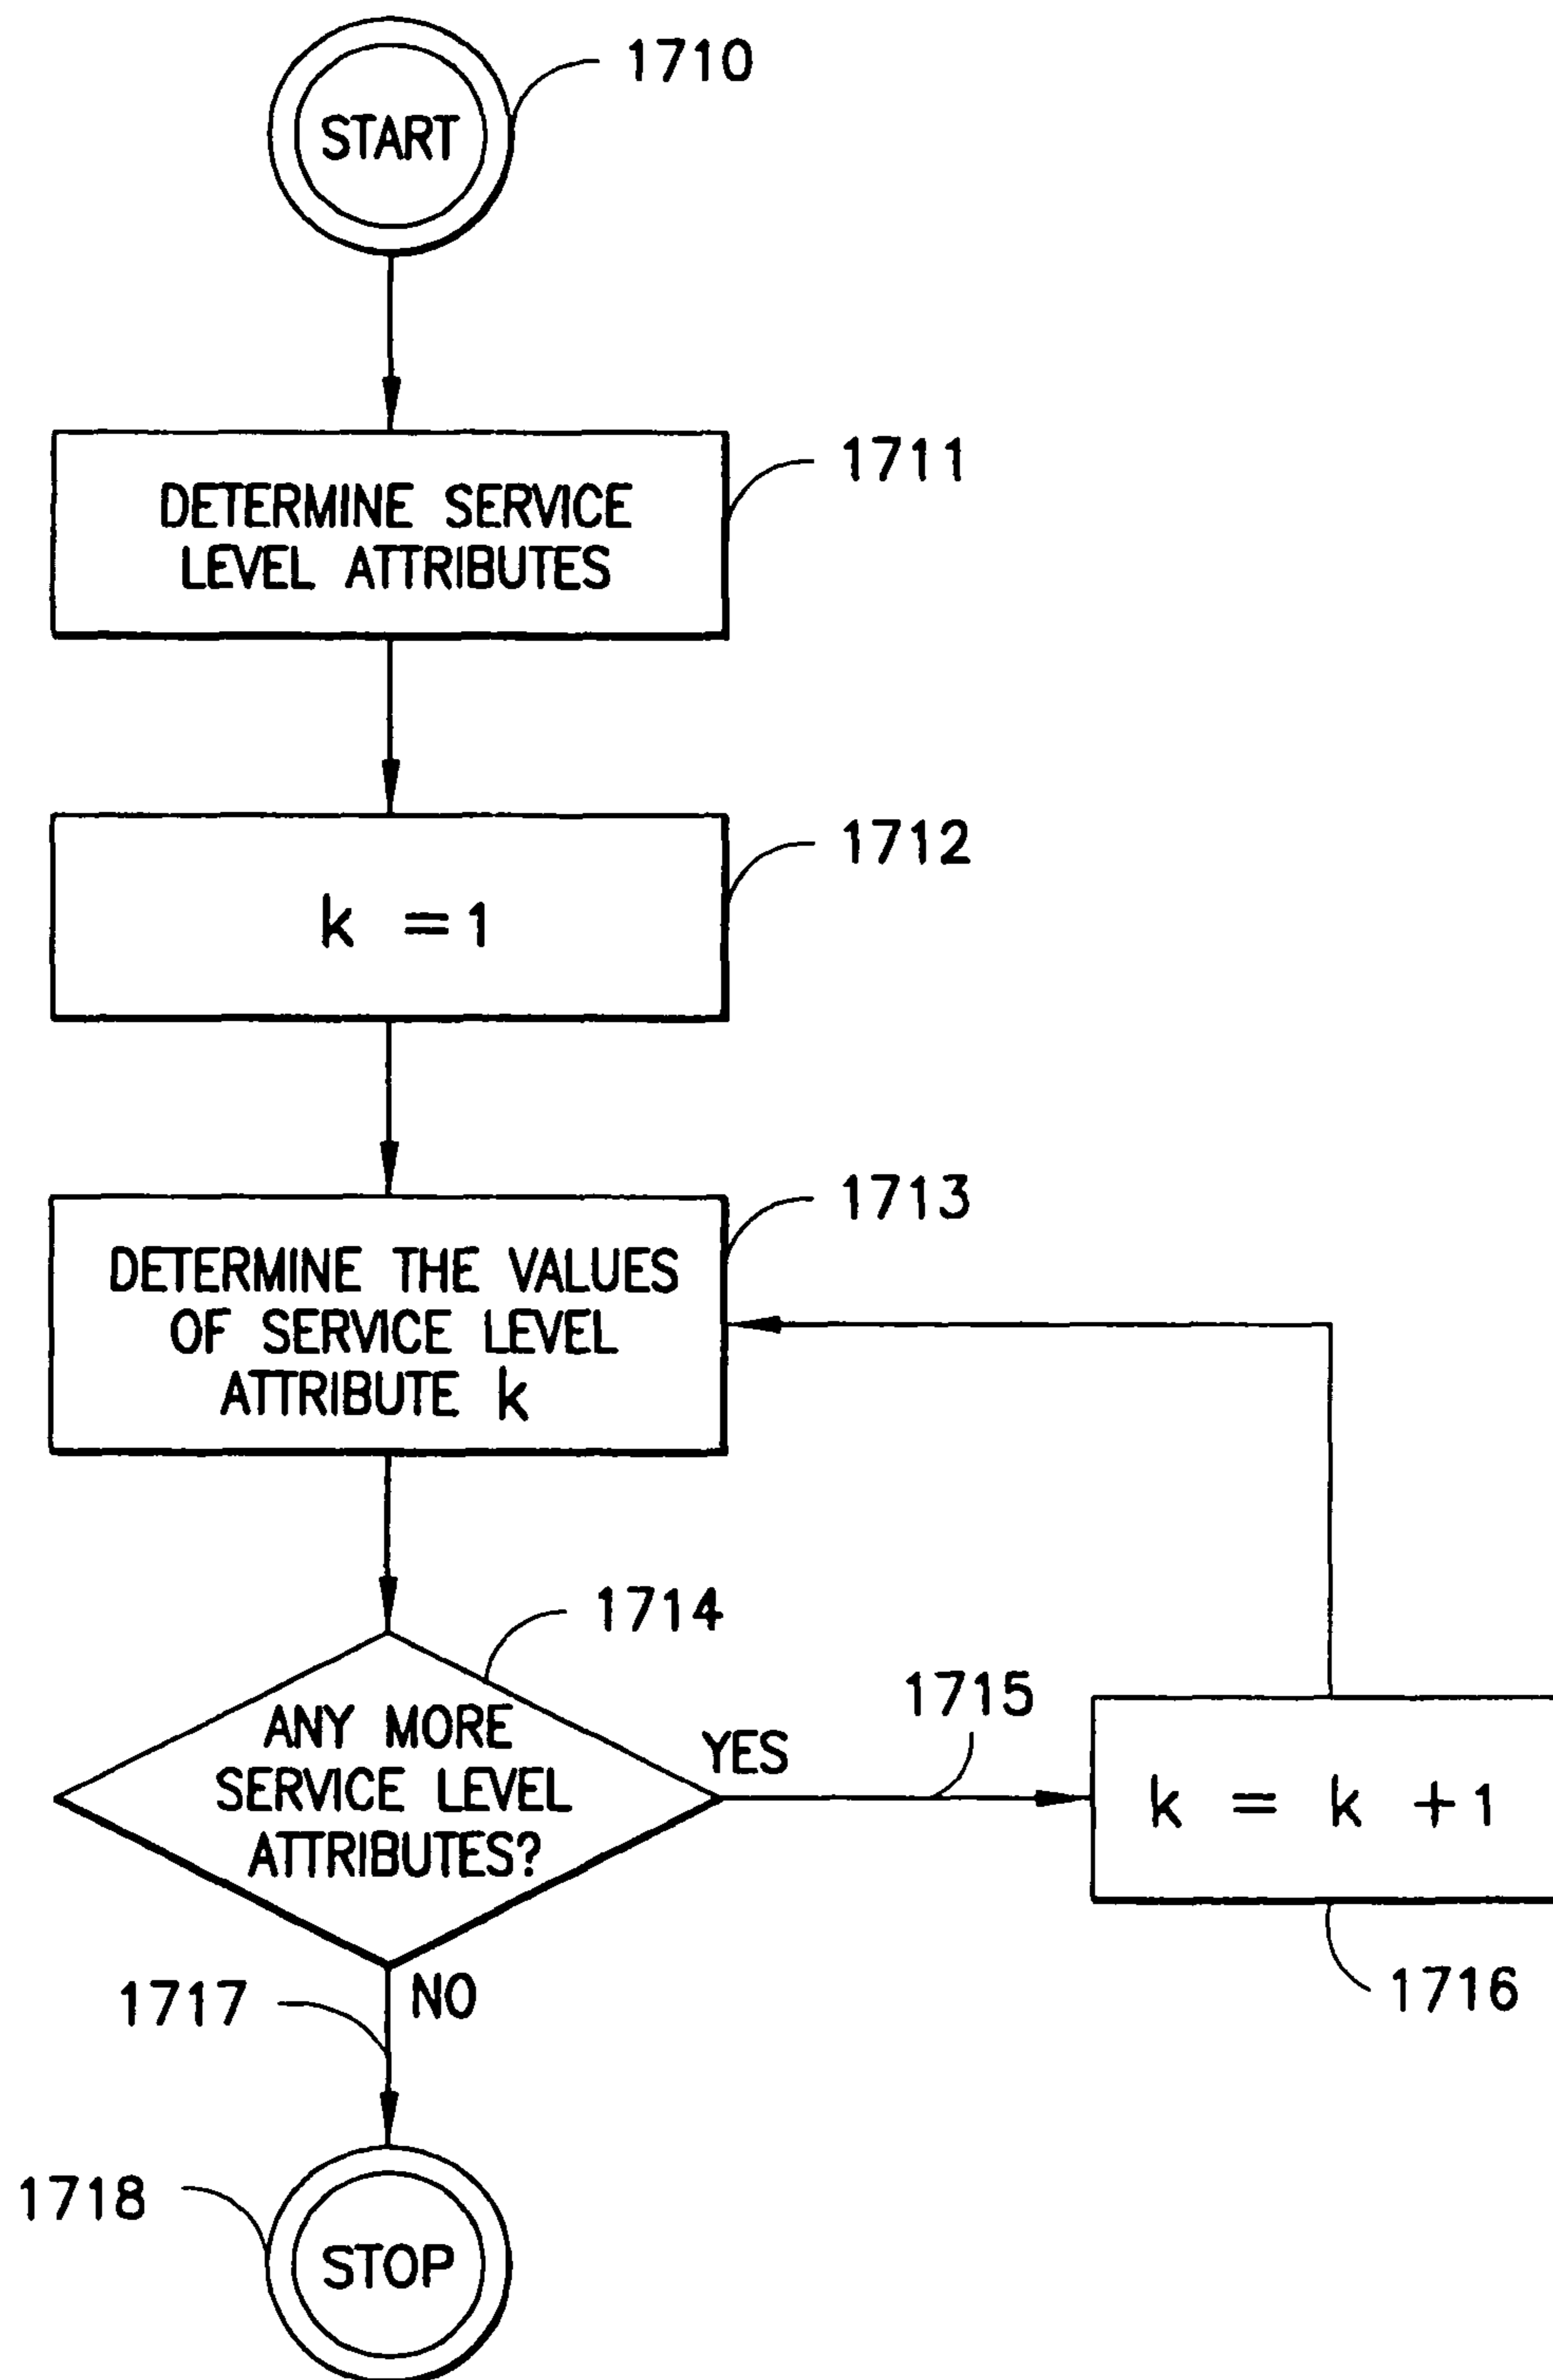 1710
START
1711
DETERMINE SERVICE
LEVEL ATTRIBUTES
1712
k = 1
1713
DETERMINE THE VALUES
OF SERVICE LEVEL
ATTRIBUTE k
1714
ANY MORE
SERVICE LEVEL
ATTRIBUTES?
YES
1715
k = k + 1
1716
1717
NO
1718
STOP